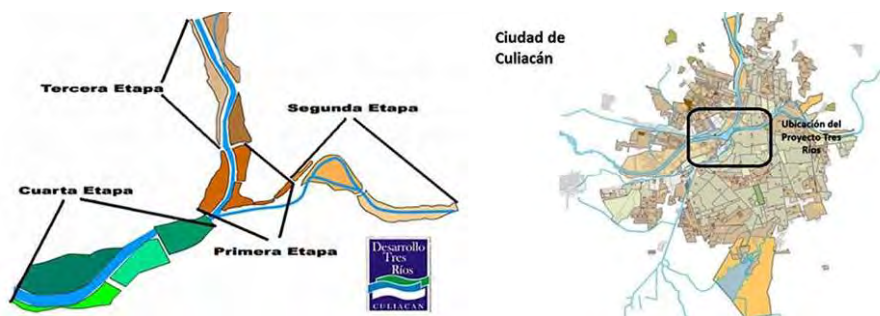 Tercera Etapa
Segunda Etapa
Cuarta Etapa
Primera Etapa
Desarrollo
Tres
Ríos
CULIACAN
Ciudad de
Culiacán
Ubicación del
Proyecto Tres
Ríos